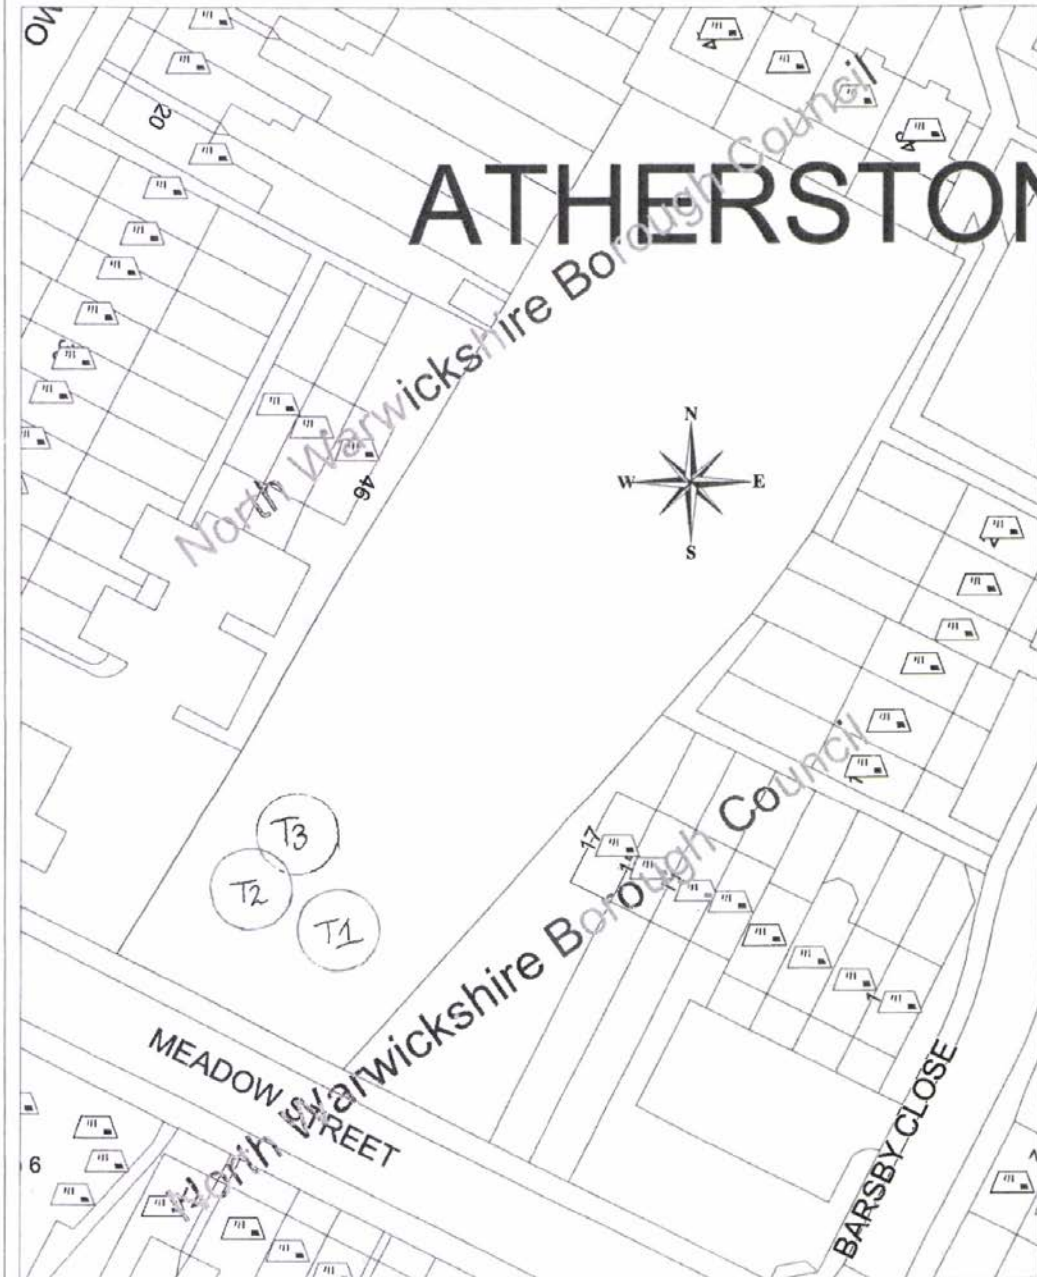 MO
20
ATHERSTON
North Warwickshire Borough Council
46
N
W E
S
17
T3
T2
T1
North Warwickshire Borough Council
MEADOW STREET
BARSBY CLOSE
6